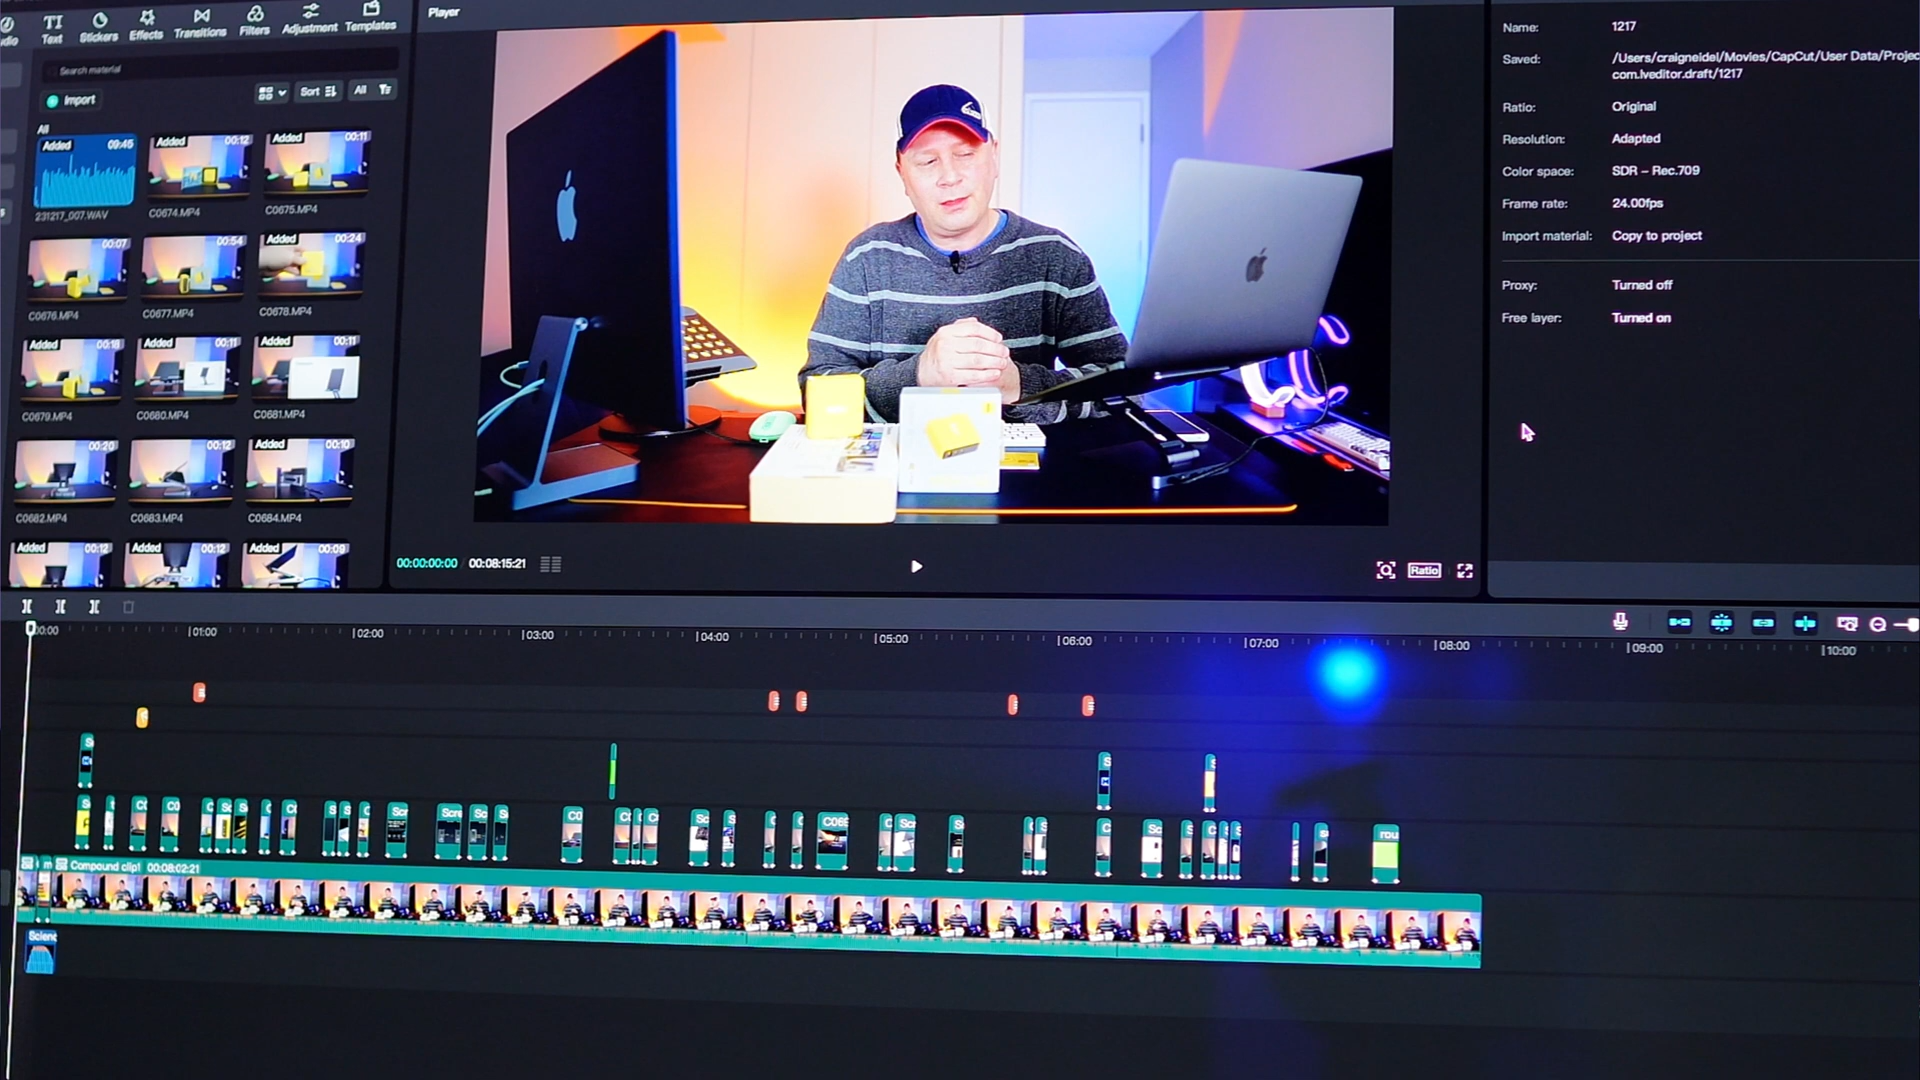 Text
Stickers
Effects
Transitions
Filters
Adjustment
Templates
Search material
Import
Sort
All
All
Added 09:45
231217_007.WAV
Added 00:12
C0674.MP4
Added 00:11
C0675.MP4
00:07
C0676.MP4
00:54
C0677.MP4
Added 00:24
C0678.MP4
Added 00:18
C0679.MP4
Added 00:11
C0680.MP4
Added 00:11
C0681.MP4
00:20
C0682.MP4
00:12
C0683.MP4
Added 00:10
C0684.MP4
Added 00:12
Added 00:12
Added 00:09
Player
00:00:00:00 / 00:08:15:21
Ratio
Name: 1217
Saved: /Users/craigneidel/Movies/CapCut/User Data/Projec
com.lveditor.draft/1217
Ratio: Original
Resolution: Adapted
Color space: SDR – Rec.709
Frame rate: 24.00fps
Import material: Copy to project
Proxy: Turned off
Free layer: Turned on
00:00 01:00 02:00 03:00 04:00 05:00 06:00 07:00 08:00 09:00 10:00
Compound clip1 00:08:02:21
Scienc